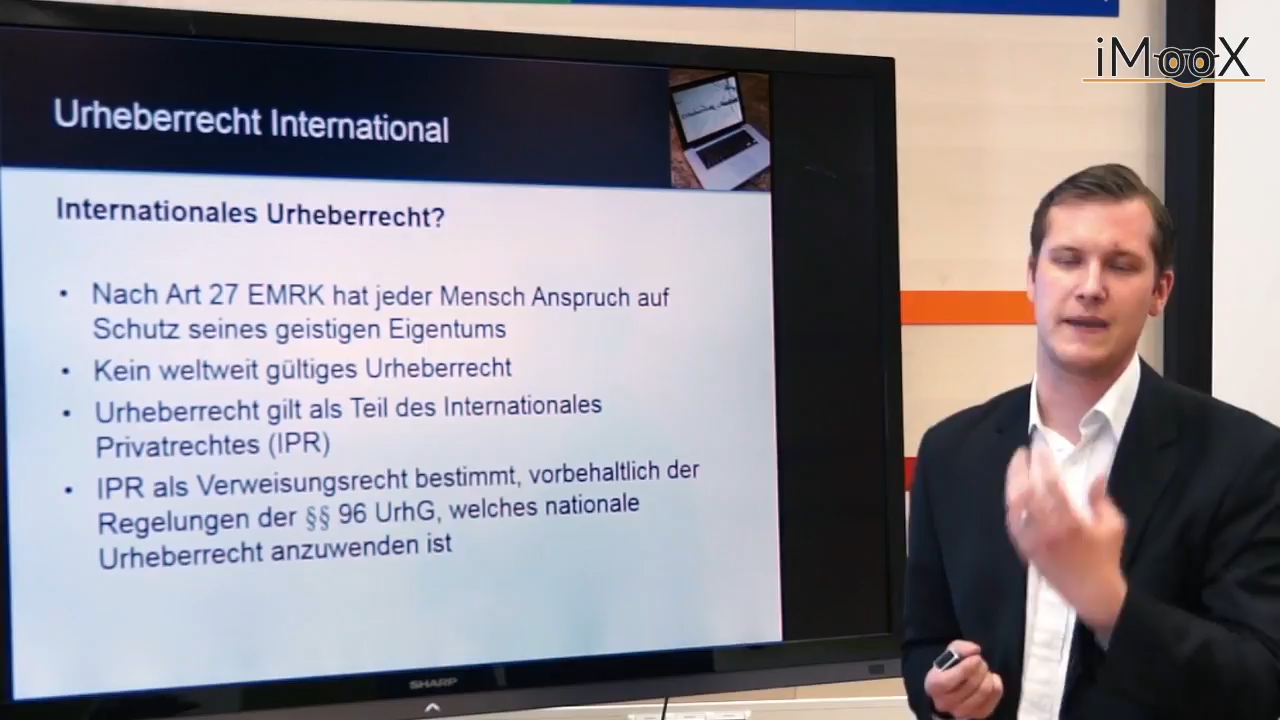 iMooX
Urheberrecht International
Internationales Urheberrecht?
• Nach Art 27 EMRK hat jeder Mensch Anspruch auf
Schutz seines geistigen Eigentums
• Kein weltweit gültiges Urheberrecht
• Urheberrecht gilt als Teil des Internationales
Privatrechtes (IPR)
• IPR als Verweisungsrecht bestimmt, vorbehaltlich der
Regelungen der §§ 96 UrhG, welches nationale
Urheberrecht anzuwenden ist
SHARP